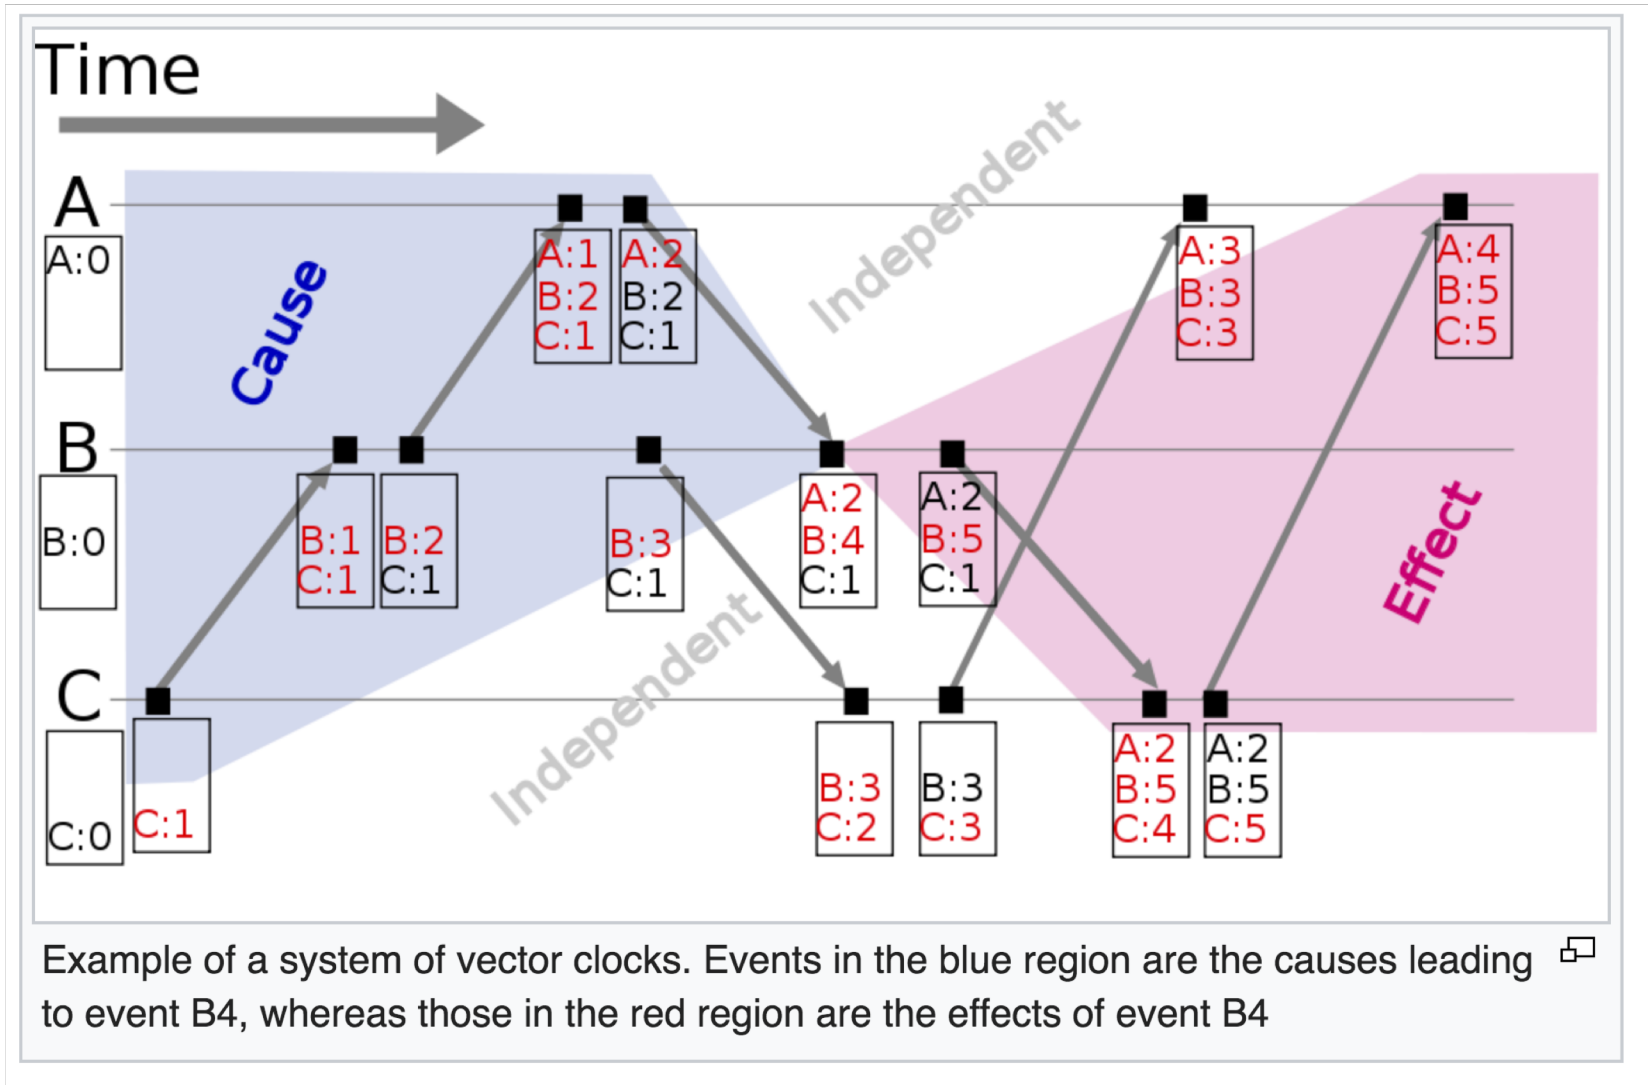 Time
Independent
A
A:0
A:1
B:2
C:1
A:2
B:2
C:1
A:3
B:3
C:3
A:4
B:5
C:5
Cause
B
B:0
B:1
C:1
B:2
C:1
B:3
C:1
A:2
B:4
C:1
A:2
B:5
C:1
Effect
Independent
C
C:0
C:1
B:3
C:2
B:3
C:3
A:2
B:5
C:4
A:2
B:5
C:5
Example of a system of vector clocks. Events in the blue region are the causes leading
to event B4, whereas those in the red region are the effects of event B4